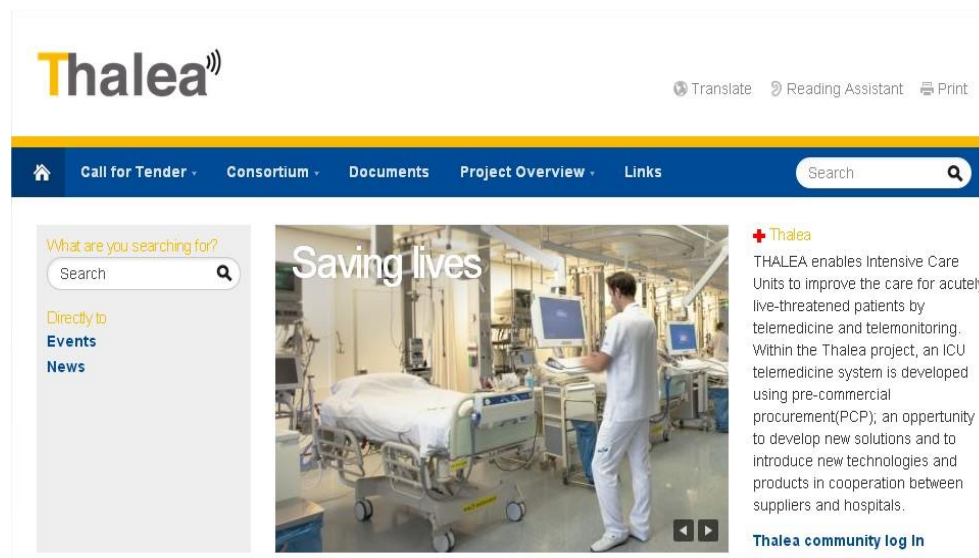 Thalea
Translate
Reading Assistant
Print
Call for Tender
Consortium
Documents
Project Overview
Links
Search
What are you searching for?
Search
Directly to
Events
News
Saving lives
Thalea
THALEA enables Intensive Care
Units to improve the care for acutely
live-threatened patients by
telemedicine and telemonitoring.
Within the Thalea project, an ICU
telemedicine system is developed
using pre-commercial
procurement(PCP); an oppertunity
to develop new solutions and to
introduce new technologies and
products in cooperation between
suppliers and hospitals.
Thalea community log In